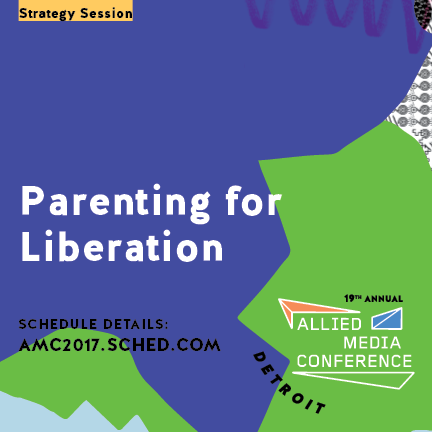 Strategy Session
Parenting for
Liberation
SCHEDULE DETAILS:
AMC2017.SCHED.COM
19TH ANNUAL
ALLIED
MEDIA
CONFERENCE
DETROIT